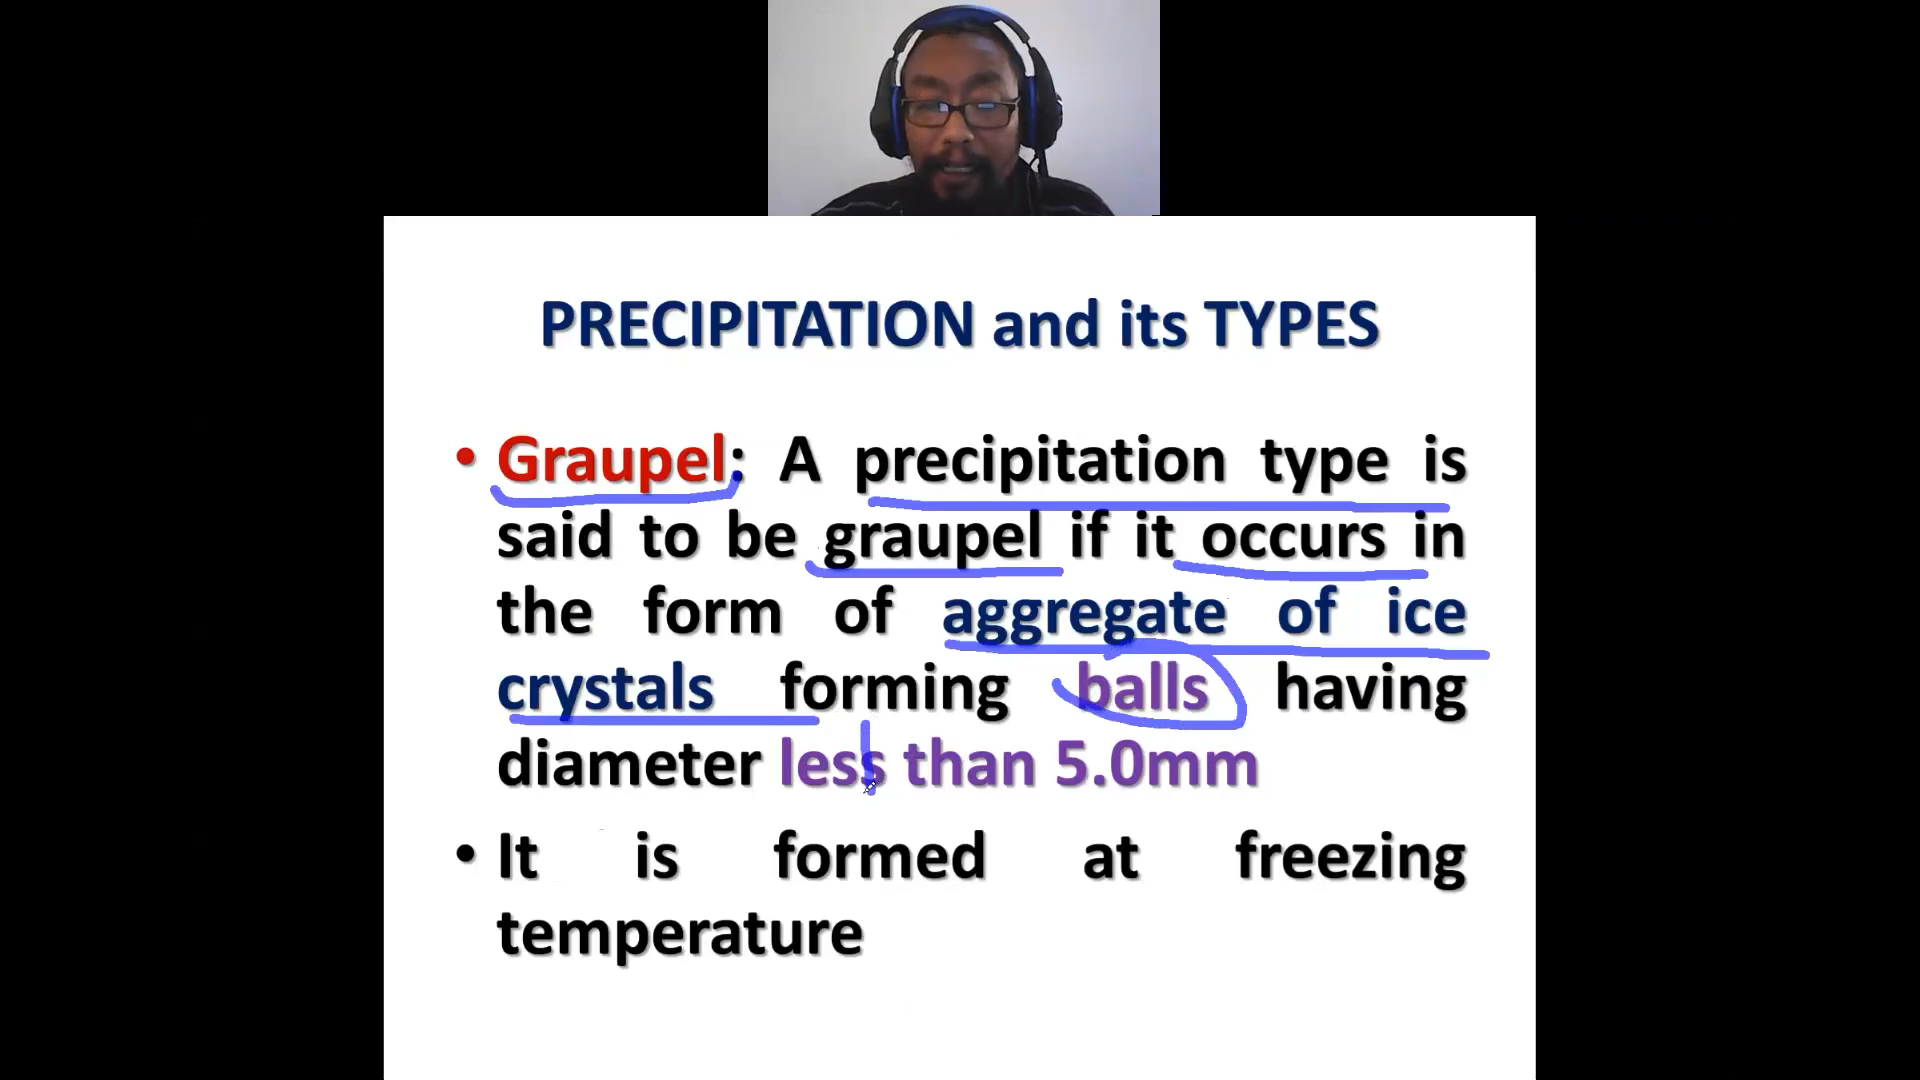 PRECIPITATION and its TYPES
• Graupel: A precipitation type is
said to be graupel if it occurs in
the form of aggregate of ice
crystals forming balls having
diameter less than 5.0mm
• It is formed at freezing
temperature